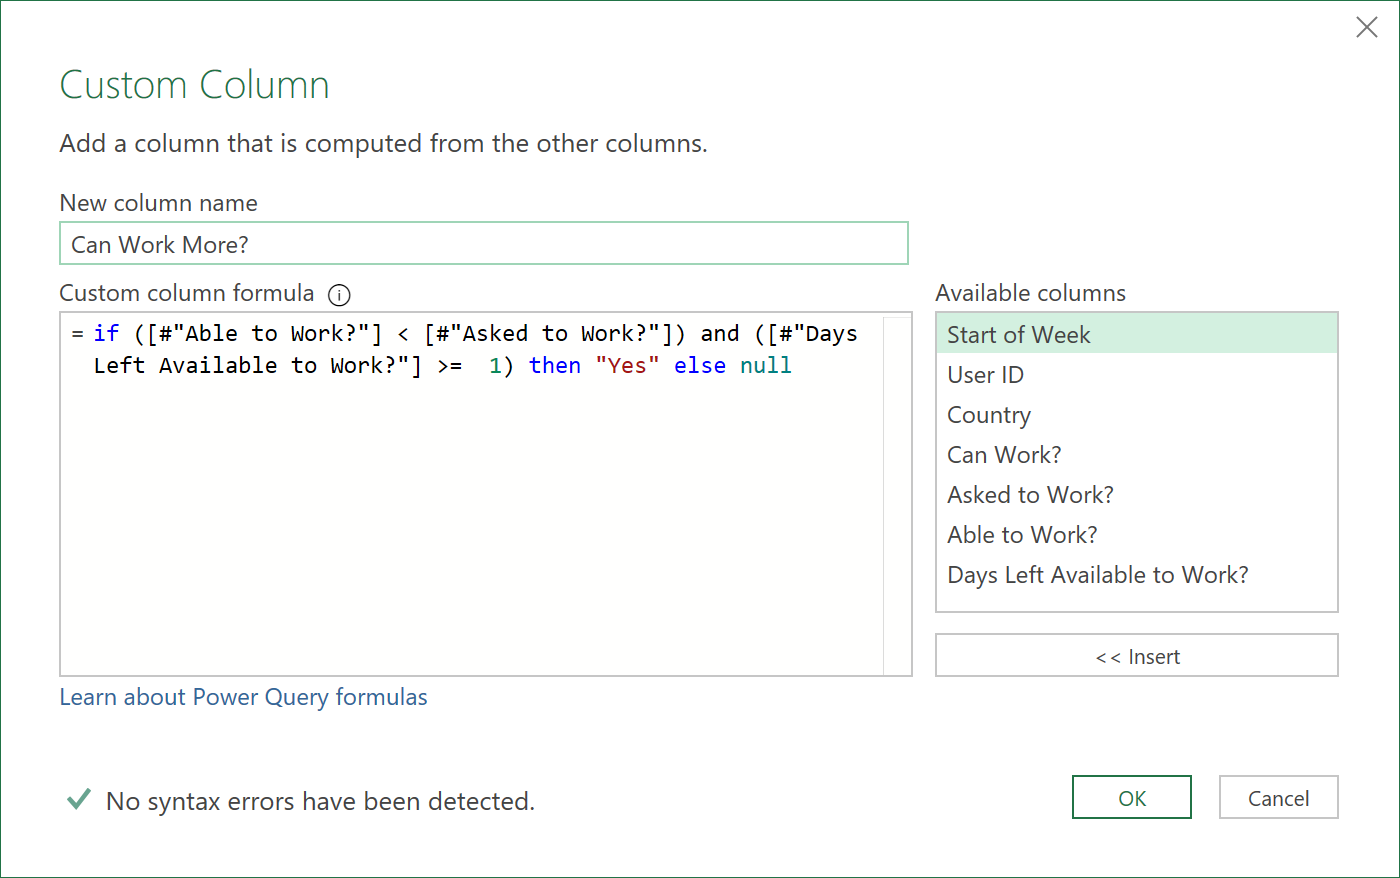 Custom Column
Add a column that is computed from the other columns.
New column name
Can Work More?
Custom column formula
= if ([#"Able to Work?"] < [#"Asked to Work?"]) and ([#"Days
Left Available to Work?"] >=  1) then "Yes" else null
Available columns
Start of Week
User ID
Country
Can Work?
Asked to Work?
Able to Work?
Days Left Available to Work?
<< Insert
Learn about Power Query formulas
No syntax errors have been detected.
OK
Cancel